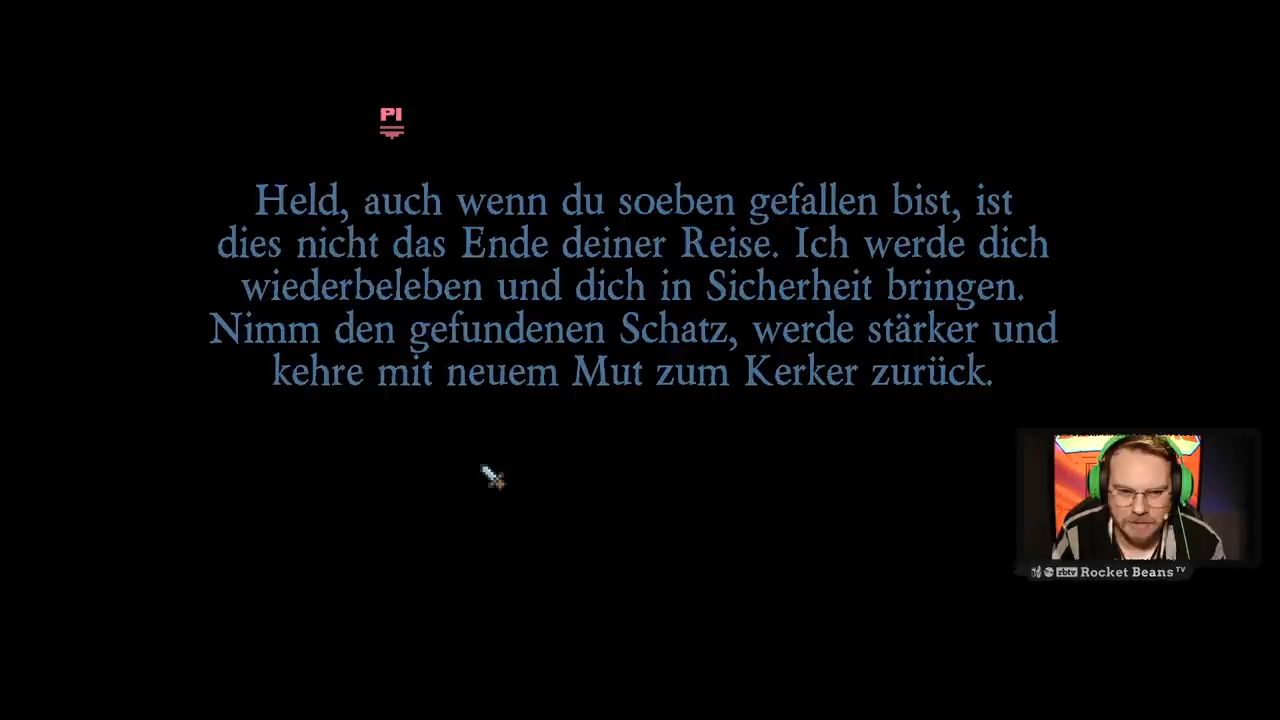 PI
Held, auch wenn du soeben gefallen bist, ist
dies nicht das Ende deiner Reise. Ich werde dich
wiederbeleben und dich in Sicherheit bringen.
Nimm den gefundenen Schatz, werde stärker und
kehre mit neuem Mut zum Kerker zurück.
rbtv Rocket Beans TV